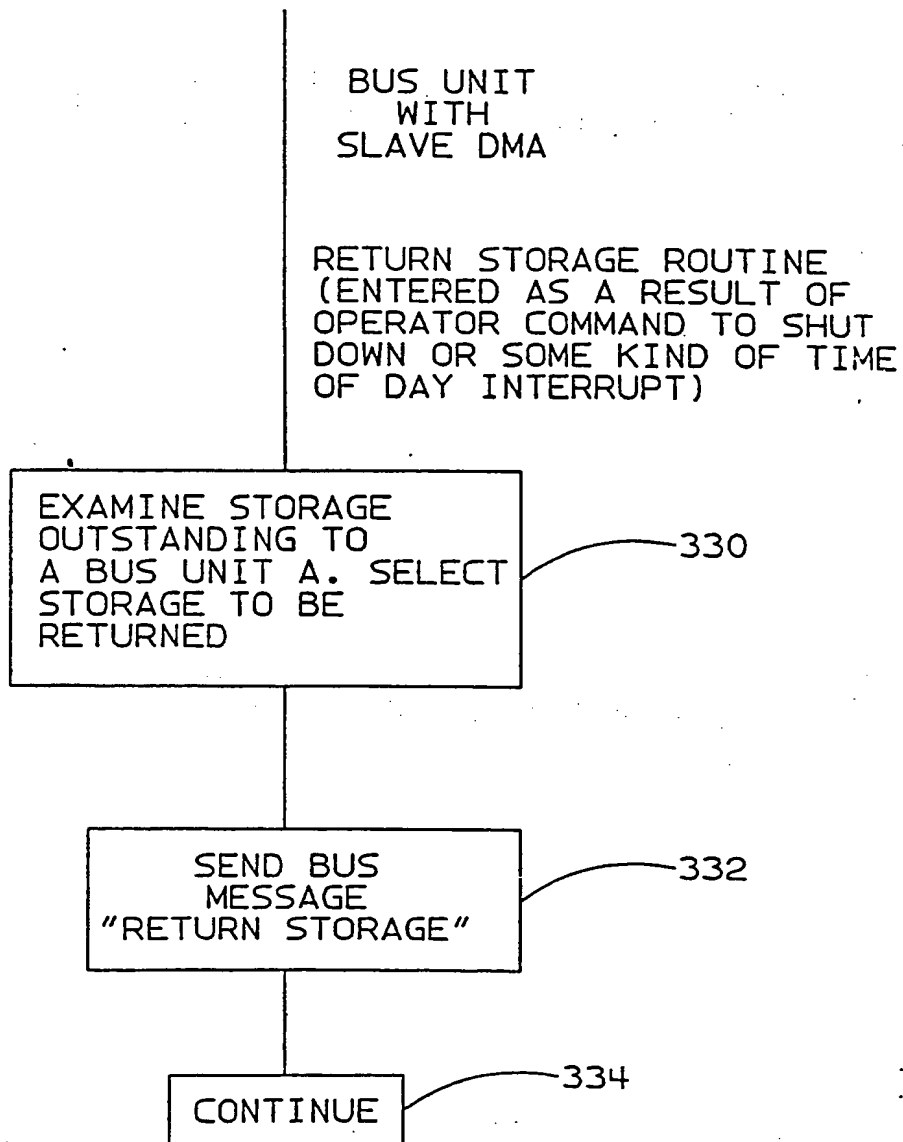 BUS UNIT
WITH
SLAVE DMA
RETURN STORAGE ROUTINE
(ENTERED AS A RESULT OF
OPERATOR COMMAND TO SHUT
DOWN OR SOME KIND OF TIME
OF DAY INTERRUPT)
EXAMINE STORAGE
OUTSTANDING TO
A BUS UNIT A. SELECT
STORAGE TO BE
RETURNED
330
SEND BUS
MESSAGE
"RETURN STORAGE"
332
CONTINUE
334